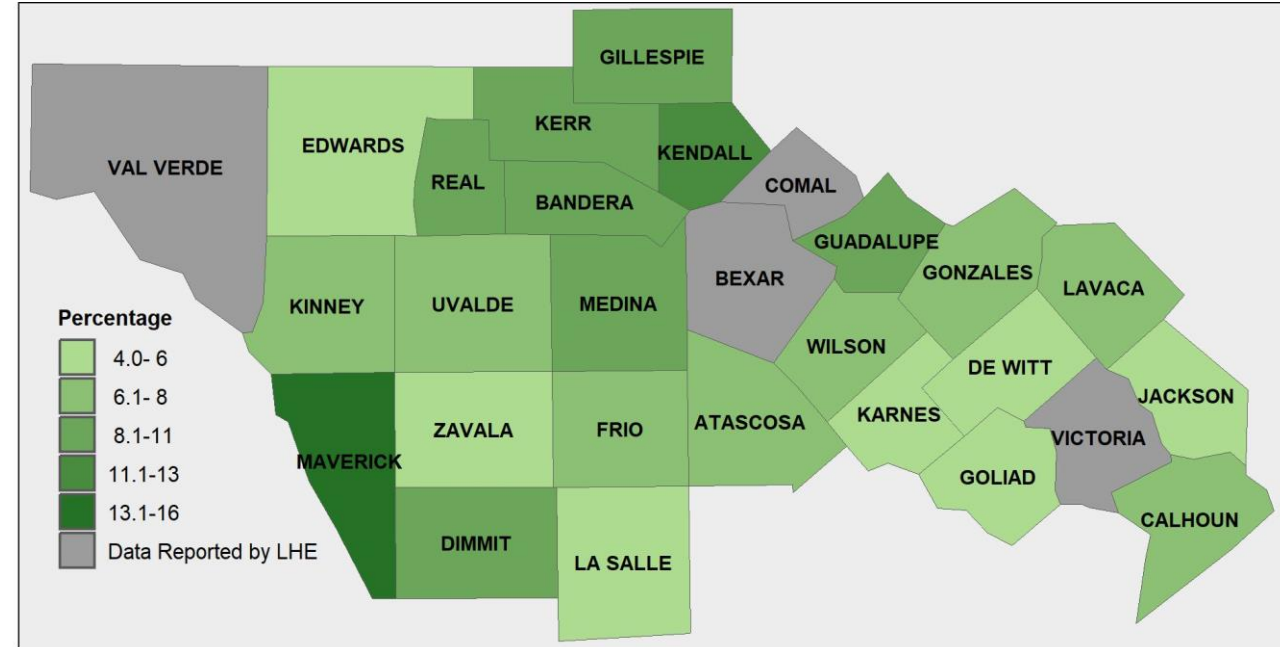 GILLESPIE
KERR
EDWARDS
KENDALL
VAL VERDE
REAL
COMAL
BANDERA
GUADALUPE
GONZALES
BEXAR
LAVACA
KINNEY
UVALDE
MEDINA
WILSON
DE WITT
JACKSON
KARNES
ATASCOSA
ZAVALA
FRIO
VICTORIA
MAVERICK
GOLIAD
CALHOUN
DIMMIT
LA SALLE
Percentage
4.0- 6
6.1- 8
8.1-11
11.1-13
13.1-16
Data Reported by LHE